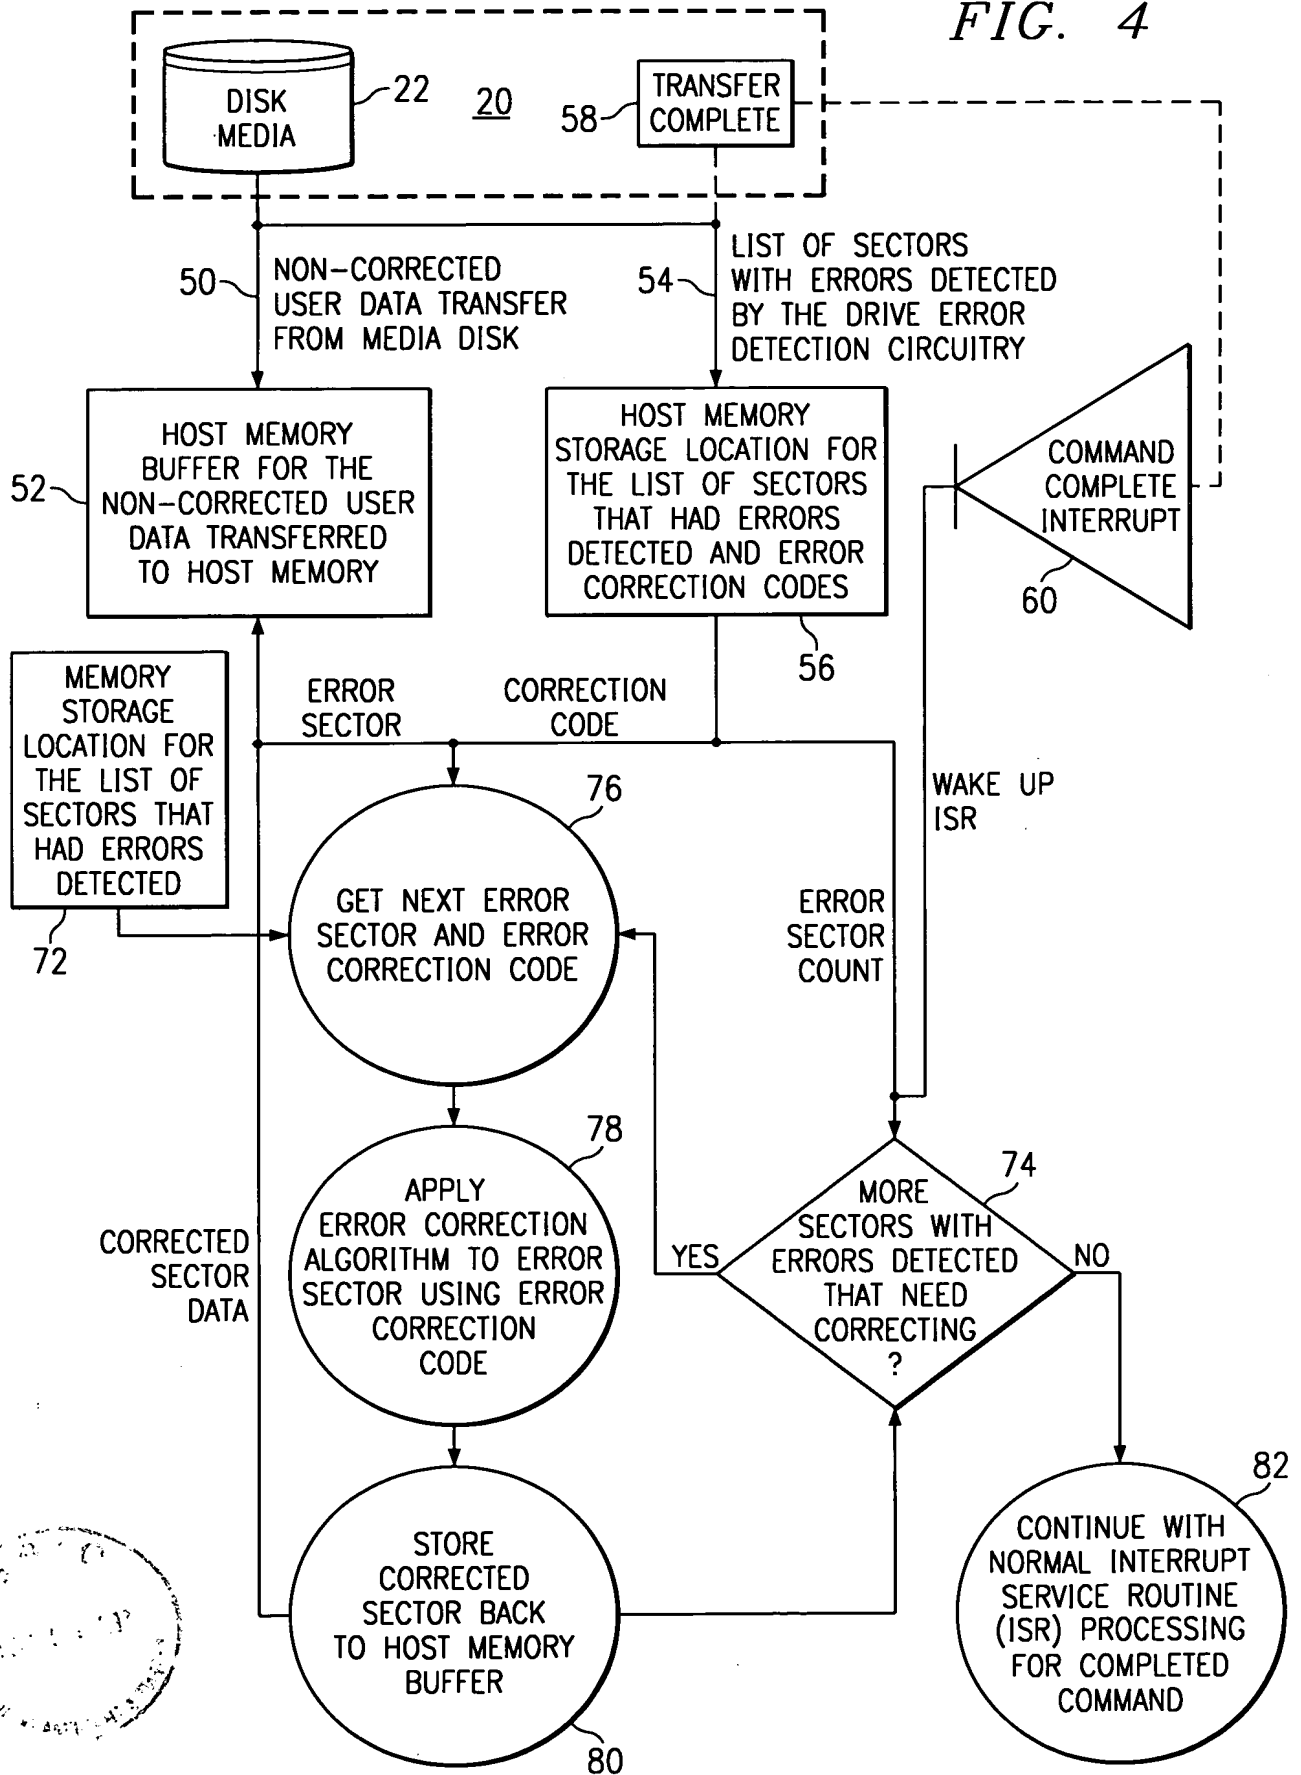 FIG. 4
DISK
MEDIA
22
20
58
TRANSFER
COMPLETE
50
NON-CORRECTED
USER DATA TRANSFER
FROM MEDIA DISK
54
LIST OF SECTORS
WITH ERRORS DETECTED
BY THE DRIVE ERROR
DETECTION CIRCUITRY
52
HOST MEMORY
BUFFER FOR THE
NON-CORRECTED USER
DATA TRANSFERRED
TO HOST MEMORY
HOST MEMORY
STORAGE LOCATION FOR
THE LIST OF SECTORS
THAT HAD ERRORS
DETECTED AND ERROR
CORRECTION CODES
56
COMMAND
COMPLETE
INTERRUPT
60
MEMORY
STORAGE
LOCATION FOR
THE LIST OF
SECTORS THAT
HAD ERRORS
DETECTED
72
ERROR
SECTOR
CORRECTION
CODE
WAKE UP
ISR
76
GET NEXT ERROR
SECTOR AND ERROR
CORRECTION CODE
ERROR
SECTOR
COUNT
78
APPLY
ERROR CORRECTION
ALGORITHM TO ERROR
SECTOR USING ERROR
CORRECTION
CODE
CORRECTED
SECTOR
DATA
YES
74
MORE
SECTORS WITH
ERRORS DETECTED
THAT NEED
CORRECTING
?
NO
STORE
CORRECTED
SECTOR BACK
TO HOST MEMORY
BUFFER
80
82
CONTINUE WITH
NORMAL INTERRUPT
SERVICE ROUTINE
(ISR) PROCESSING
FOR COMPLETED
COMMAND